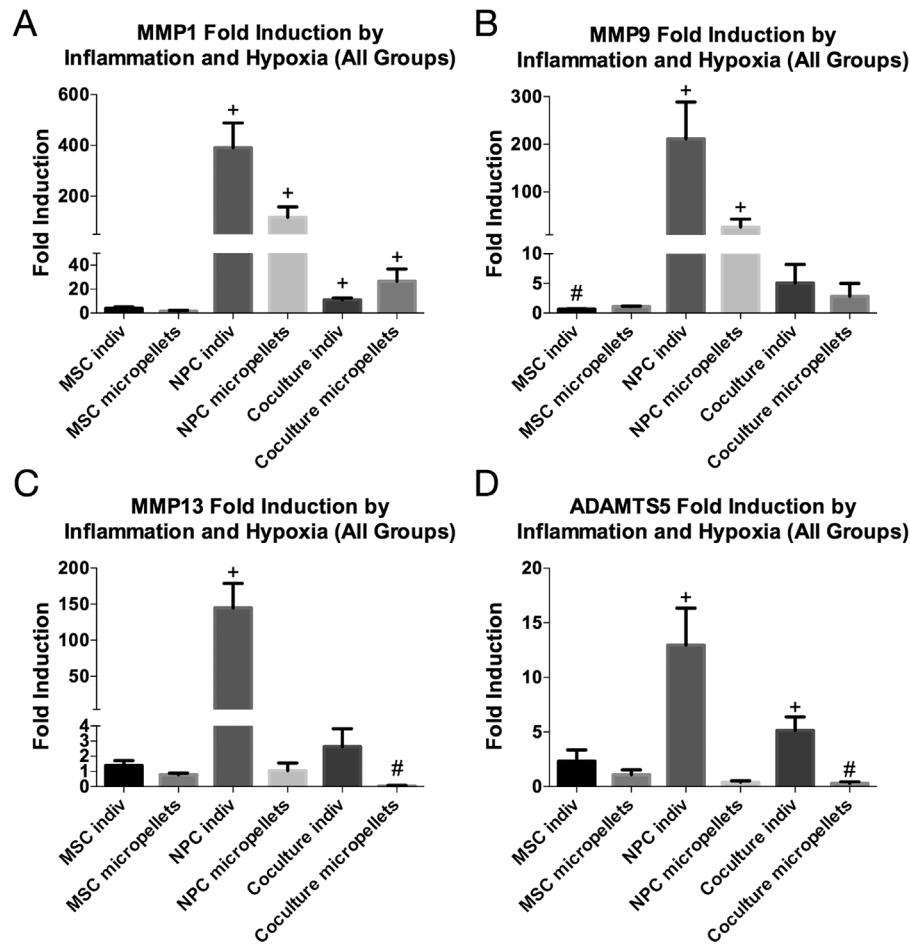 A
MMP1 Fold Induction by
Inflammation and Hypoxia (All Groups)
Fold Induction
600
400
200
40
20
0
+
+
+
+
MSC indiv
MSC micropellets
NPC indiv
NPC micropellets
Coculture indiv
Coculture micropellets
B
MMP9 Fold Induction by
Inflammation and Hypoxia (All Groups)
Fold Induction
300
200
100
10
5
0
#
+
+
MSC indiv
MSC micropellets
NPC indiv
NPC micropellets
Coculture indiv
Coculture micropellets
C
MMP13 Fold Induction by
Inflammation and Hypoxia (All Groups)
Fold Induction
200
150
100
50
4
3
2
1
0
+
#
MSC indiv
MSC micropellets
NPC indiv
NPC micropellets
Coculture indiv
Coculture micropellets
D
ADAMTS5 Fold Induction by
Inflammation and Hypoxia (All Groups)
Fold Induction
20
15
10
5
0
+
+
#
MSC indiv
MSC micropellets
NPC indiv
NPC micropellets
Coculture indiv
Coculture micropellets